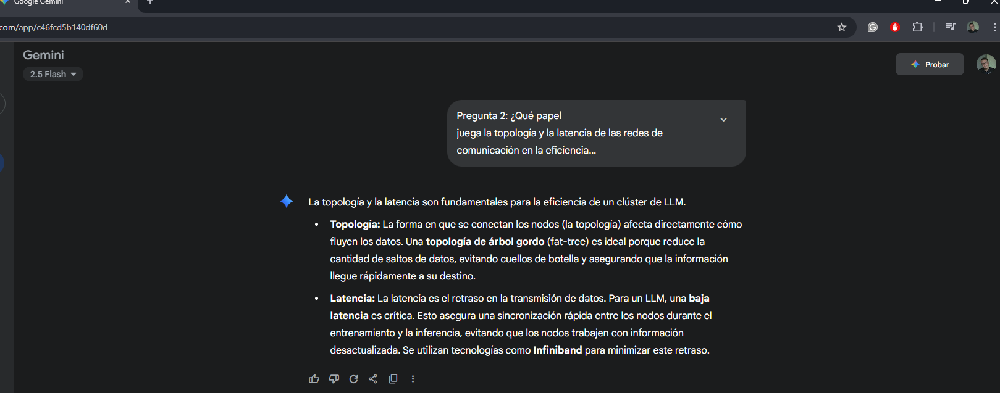 Google Gemini
com/app/c46fcd5b140df60d
Gemini
2.5 Flash
Probar
Pregunta 2: ¿Qué papel
juega la topología y la latencia de las redes de
comunicación en la eficiencia...
La topología y la latencia son fundamentales para la eficiencia de un clúster de LLM.
• Topología: La forma en que se conectan los nodos (la topología) afecta directamente cómo
fluyen los datos. Una topología de árbol gordo (fat-tree) es ideal porque reduce la
cantidad de saltos de datos, evitando cuellos de botella y asegurando que la información
llegue rápidamente a su destino.
• Latencia: La latencia es el retraso en la transmisión de datos. Para un LLM, una baja
latencia es crítica. Esto asegura una sincronización rápida entre los nodos durante el
entrenamiento y la inferencia, evitando que los nodos trabajen con información
desactualizada. Se utilizan tecnologías como Infiniband para minimizar este retraso.